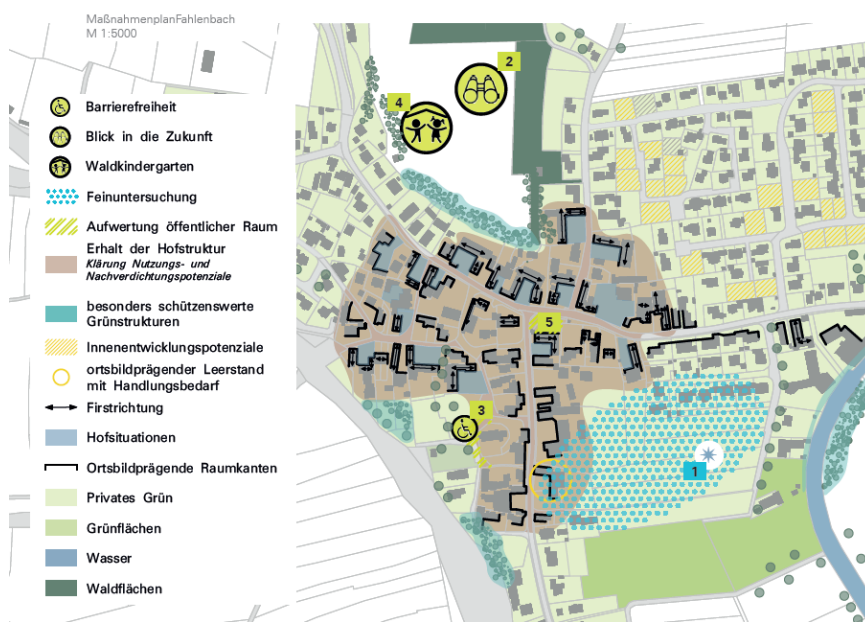 MaßnahmenplanFahlenbach
M 1:5000
2
4
Barrierefreiheit
Blick in die Zukunft
Waldkindergarten
Feinuntersuchung
Aufwertung öffentlicher Raum
Erhalt der Hofstruktur
Klärung Nutzungs- und
Nachverdichtungspotenziale
besonders schützenswerte
Grünstrukturen
Innenentwicklungspotenziale
ortsbildprägender Leerstand
mit Handlungsbedarf
Firstrichtung
Hofsituationen
Ortsbildprägende Raumkanten
Privates Grün
Grünflächen
Wasser
Waldflächen
5
3
1